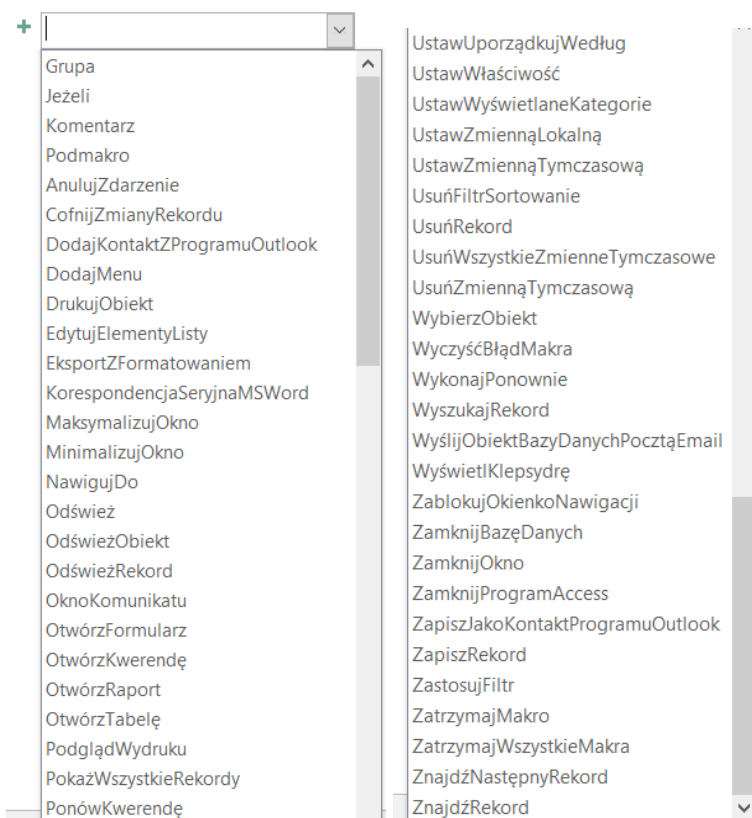 Grupa
Jeżeli
Komentarz
Podmakro
AnulujZdarzenie
CofnijZmianyRekordu
DodajKontaktZProgramuOutlook
DodajMenu
DrukujObiekt
EdytujElementyListy
EksportZFormatowaniem
KorespondencjaSeryjnaMSWord
MaksymalizujOkno
MinimalizujOkno
NawigujDo
Odśwież
OdświeżObiekt
OdświeżRekord
OknoKomunikatu
OtwórzFormularz
OtwórzKwerendę
OtwórzRaport
OtwórzTabelę
PodglądWydruku
PokażWszystkieRekordy
PonówKwerendę
UstawUporządkujWedług
UstawWłaściwość
UstawWyświetlaneKategorie
UstawZmiennąLokalną
UstawZmiennąTymczasową
UsuńFiltrSortowanie
UsuńRekord
UsuńWszystkieZmienneTymczasowe
UsuńZmiennąTymczasową
WybierzObiekt
WyczyśćBłądMakra
WykonajPonownie
WyszukajRekord
WyślijObiektBazyDanychPocztąEmail
WyświetlKlepsydrę
ZablokujOkienkoNawigacji
ZamknijBazęDanych
ZamknijOkno
ZamknijProgramAccess
ZapiszJakoKontaktProgramuOutlook
ZapiszRekord
ZastosujFiltr
ZatrzymajMakro
ZatrzymajWszystkieMakra
ZnajdźNastępnyRekord
ZnajdźRekord